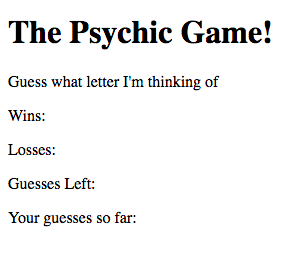 The Psychic Game!
Guess what letter I'm thinking of
Wins:
Losses:
Guesses Left:
Your guesses so far: